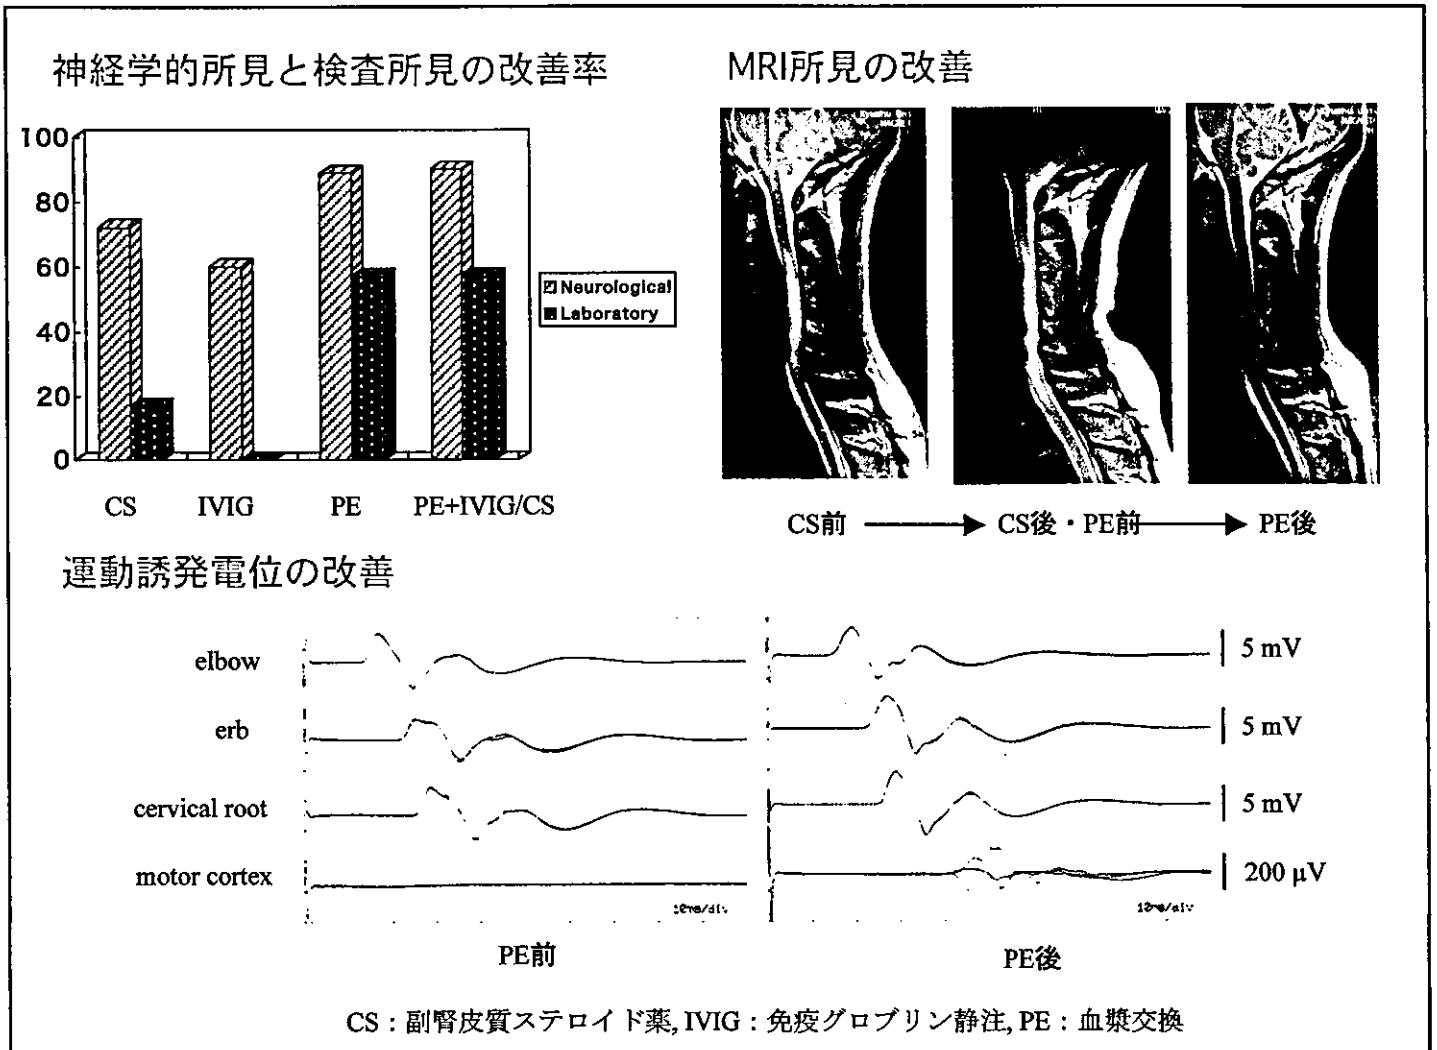 神経学的所見と検査所見の改善率
100
80
60
40
20
0
Neurological
Laboratory
CS IVIG PE PE+IVIG/CS
MRI所見の改善
CS前 CS後・PE前 PE後
運動誘発電位の改善
elbow
5 mV
erb
5 mV
cervical root
5 mV
motor cortex
200 μV
10ms/div
10ms/div
PE前
PE後
CS：副腎皮質ステロイド薬, IVIG：免疫グロブリン静注, PE：血漿交換